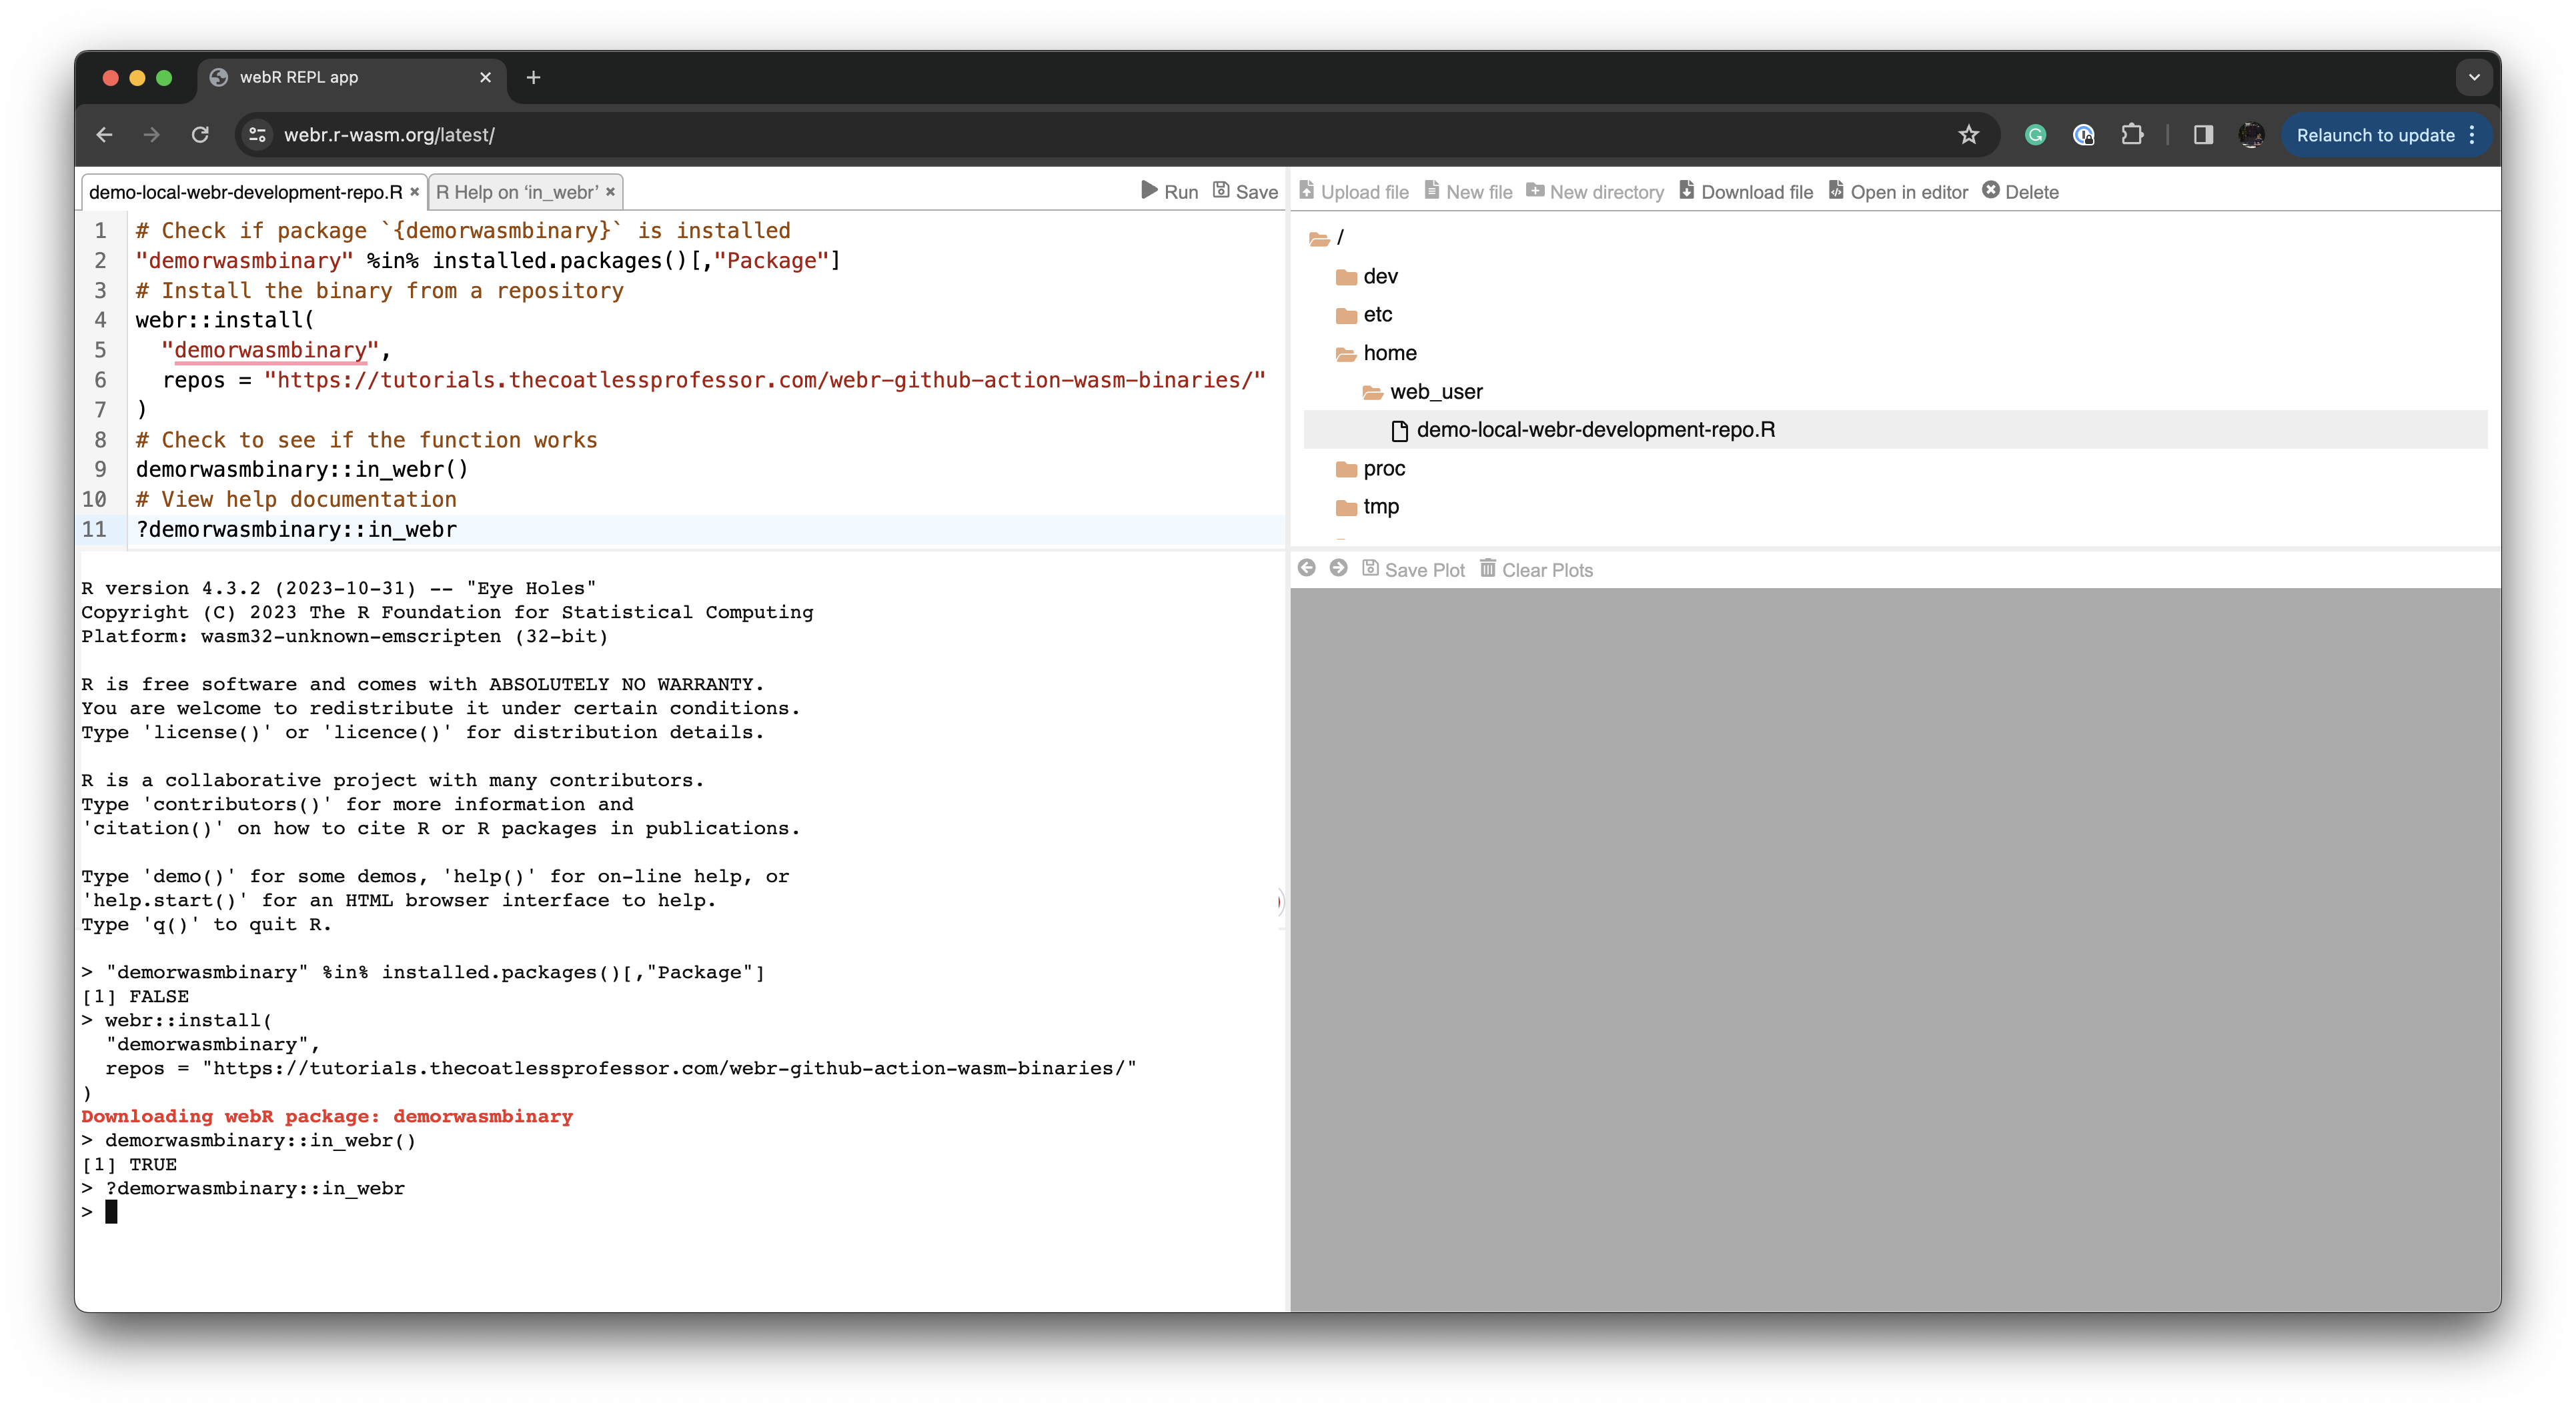 webR REPL app
webr.r-wasm.org/latest/
Relaunch to update
demo-local-webr-development-repo.R
R Help on ‘in_webr’
Run
Save
1 # Check if package `{demorwasmbinary}` is installed
2 "demorwasmbinary" %in% installed.packages()[,"Package"]
3 # Install the binary from a repository
4 webr::install(
5 "demorwasmbinary",
6 repos = "https://tutorials.thecoatlessprofessor.com/webr-github-action-wasm-binaries/"
7 )
8 # Check to see if the function works
9 demorwasmbinary::in_webr()
10 # View help documentation
11 ?demorwasmbinary::in_webr
R version 4.3.2 (2023-10-31) -- "Eye Holes"
Copyright (C) 2023 The R Foundation for Statistical Computing
Platform: wasm32-unknown-emscripten (32-bit)
R is free software and comes with ABSOLUTELY NO WARRANTY.
You are welcome to redistribute it under certain conditions.
Type 'license()' or 'licence()' for distribution details.
R is a collaborative project with many contributors.
Type 'contributors()' for more information and
'citation()' on how to cite R or R packages in publications.
Type 'demo()' for some demos, 'help()' for on-line help, or
'help.start()' for an HTML browser interface to help.
Type 'q()' to quit R.
> "demorwasmbinary" %in% installed.packages()[,"Package"]
[1] FALSE
> webr::install(
"demorwasmbinary",
repos = "https://tutorials.thecoatlessprofessor.com/webr-github-action-wasm-binaries/"
)
Downloading webR package: demorwasmbinary
> demorwasmbinary::in_webr()
[1] TRUE
> ?demorwasmbinary::in_webr
>
Upload file
New file
New directory
Download file
Open in editor
Delete
/
dev
etc
home
web_user
demo-local-webr-development-repo.R
proc
tmp
Save Plot
Clear Plots